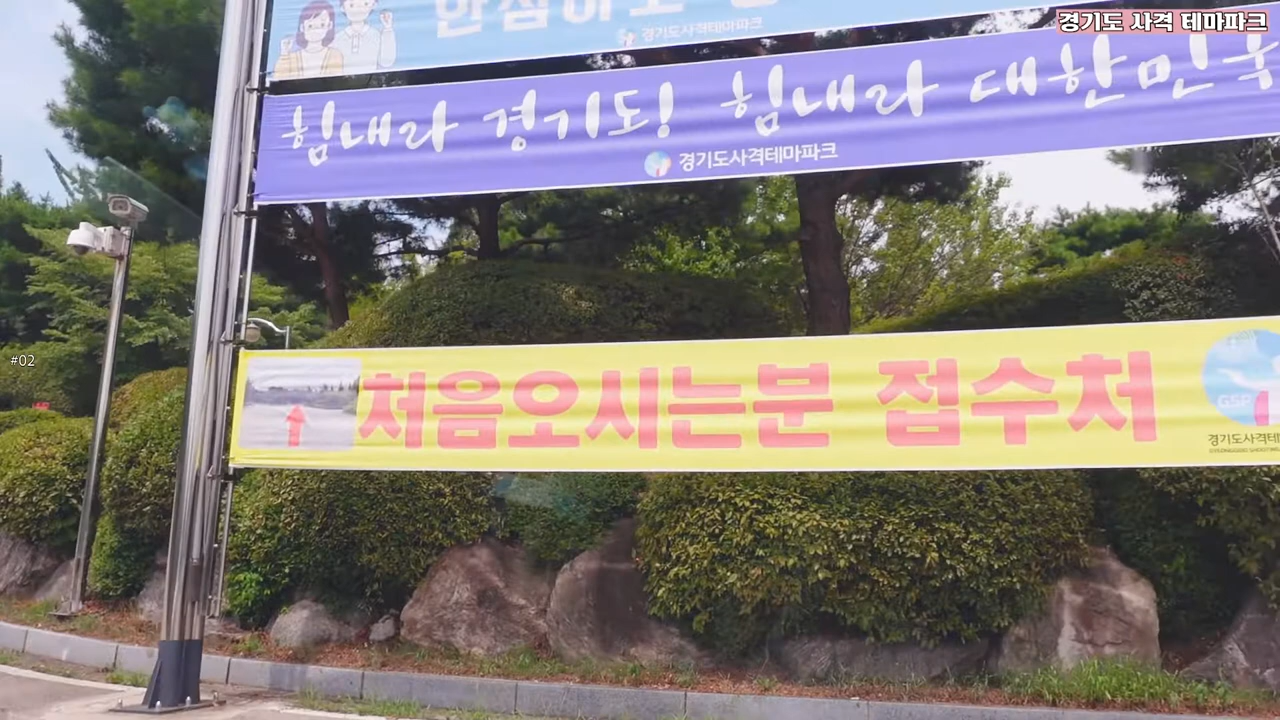 경기도 사격 테마파크
경기도사격테마파크
힘내라 경기도! 힘내라 대한민국
경기도사격테마파크
#02
처음오시는분 접수처
GSP
경기도사격테